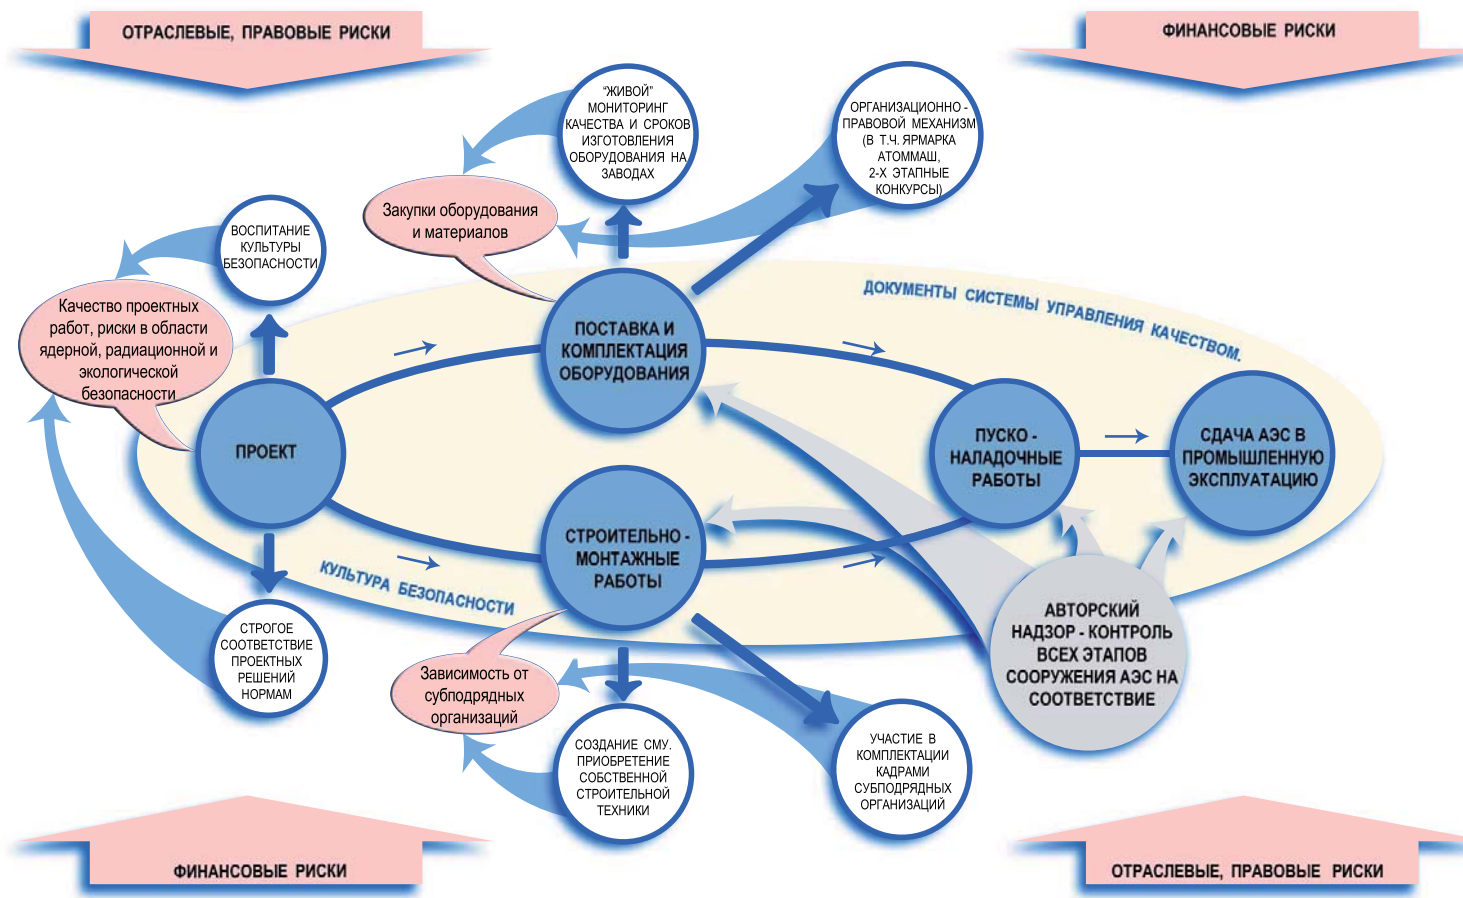 ОТРАСЛЕВЫЕ, ПРАВОВЫЕ РИСКИ
ФИНАНСОВЫЕ РИСКИ
“ЖИВОЙ”
МОНИТОРИНГ
КАЧЕСТВА И СРОКОВ
ИЗГОТОВЛЕНИЯ
ОБОРУДОВАНИЯ НА
ЗАВОДАХ
ОРГАНИЗАЦИОННО -
ПРАВОВОЙ МЕХАНИЗМ
(В Т.Ч. ЯРМАРКА
АТОММАШ,
2-Х ЭТАПНЫЕ
КОНКУРСЫ)
Закупки оборудования
и материалов
ВОСПИТАНИЕ
КУЛЬТУРЫ
БЕЗОПАСНОСТИ
Качество проектных
работ, риски в области
ядерной, радиационной и
экологической
безопасности
ДОКУМЕНТЫ СИСТЕМЫ УПРАВЛЕНИЯ КАЧЕСТВОМ.
ПОСТАВКА И
КОМПЛЕКТАЦИЯ
ОБОРУДОВАНИЯ
ПРОЕКТ
ПУСКО -
НАЛАДОЧНЫЕ
РАБОТЫ
СДАЧА АЭС В
ПРОМЫШЛЕННУЮ
ЭКСПЛУАТАЦИЮ
СТРОИТЕЛЬНО -
МОНТАЖНЫЕ
РАБОТЫ
КУЛЬТУРА БЕЗОПАСНОСТИ
АВТОРСКИЙ
НАДЗОР - КОНТРОЛЬ
ВСЕХ ЭТАПОВ
СООРУЖЕНИЯ АЭС НА
СООТВЕТСТВИЕ
СТРОГОЕ
СООТВЕТСТВИЕ
ПРОЕКТНЫХ
РЕШЕНИЙ
НОРМАМ
Зависимость от
субподрядных
организаций
СОЗДАНИЕ СМУ.
ПРИОБРЕТЕНИЕ
СОБСТВЕННОЙ
СТРОИТЕЛЬНОЙ
ТЕХНИКИ
УЧАСТИЕ В
КОМПЛЕКТАЦИИ
КАДРАМИ
СУБПОДРЯДНЫХ
ОРГАНИЗАЦИЙ
ФИНАНСОВЫЕ РИСКИ
ОТРАСЛЕВЫЕ, ПРАВОВЫЕ РИСКИ